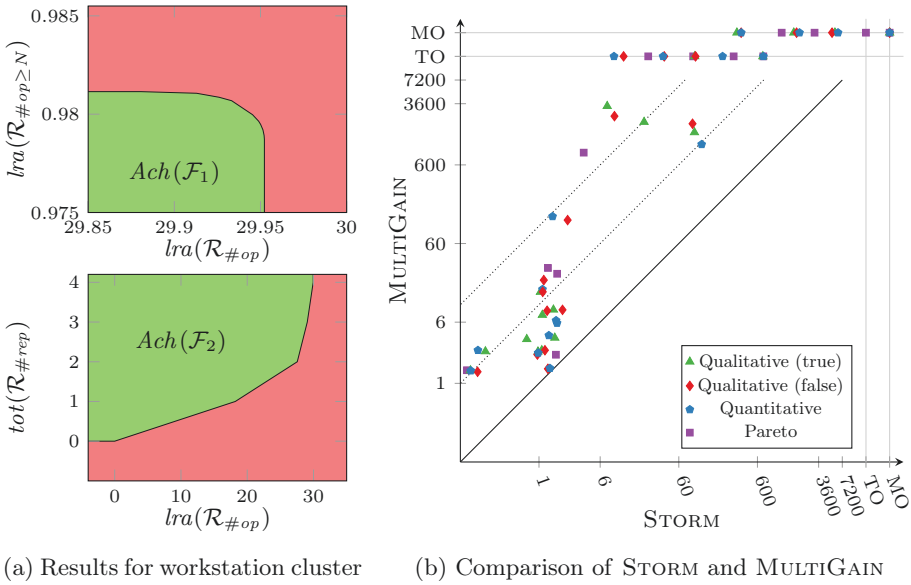 0.985
0.98
0.975
lra(R#op≥N)
Ach(F1)
29.85 29.9 29.95 30
lra(R#op)
4
3
2
1
0
tot(R#rep)
Ach(F2)
0 10 20 30
lra(R#op)
(a) Results for workstation cluster
MO
TO
7200
3600
600
60
6
1
MULTIGAIN
Qualitative (true)
Qualitative (false)
Quantitative
Pareto
1 6 60 600 3600 7200 TO MO
STORM
(b) Comparison of STORM and MULTIGAIN